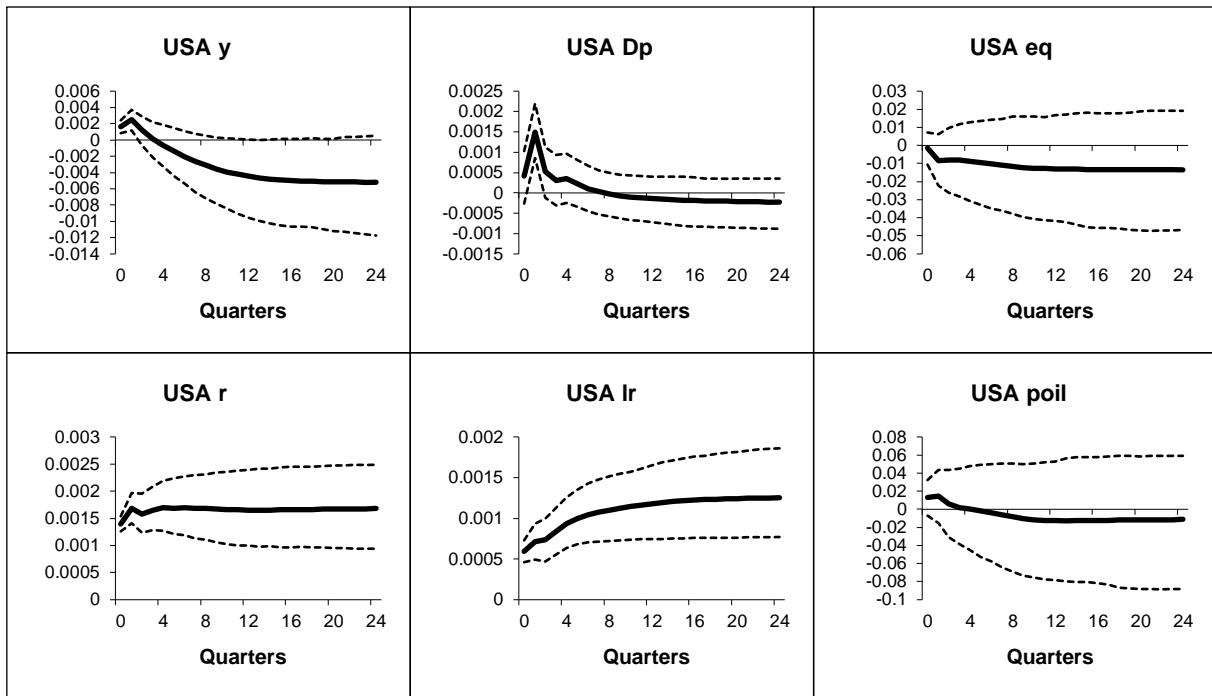 USA y
0.006
0.004
0.002
0
-0.002
-0.004
-0.006
-0.008
-0.01
-0.012
-0.014
0 4 8 12 16 20 24
Quarters
USA Dp
0.0025
0.002
0.0015
0.001
0.0005
0
-0.0005
-0.001
-0.0015
0 4 8 12 16 20 24
Quarters
USA eq
0.03
0.02
0.01
0
-0.01
-0.02
-0.03
-0.04
-0.05
-0.06
0 4 8 12 16 20 24
Quarters
USA r
0.003
0.0025
0.002
0.0015
0.001
0.0005
0
0 4 8 12 16 20 24
Quarters
USA lr
0.002
0.0015
0.001
0.0005
0
0 4 8 12 16 20 24
Quarters
USA poil
0.08
0.06
0.04
0.02
0
-0.02
-0.04
-0.06
-0.08
-0.1
0 4 8 12 16 20 24
Quarters